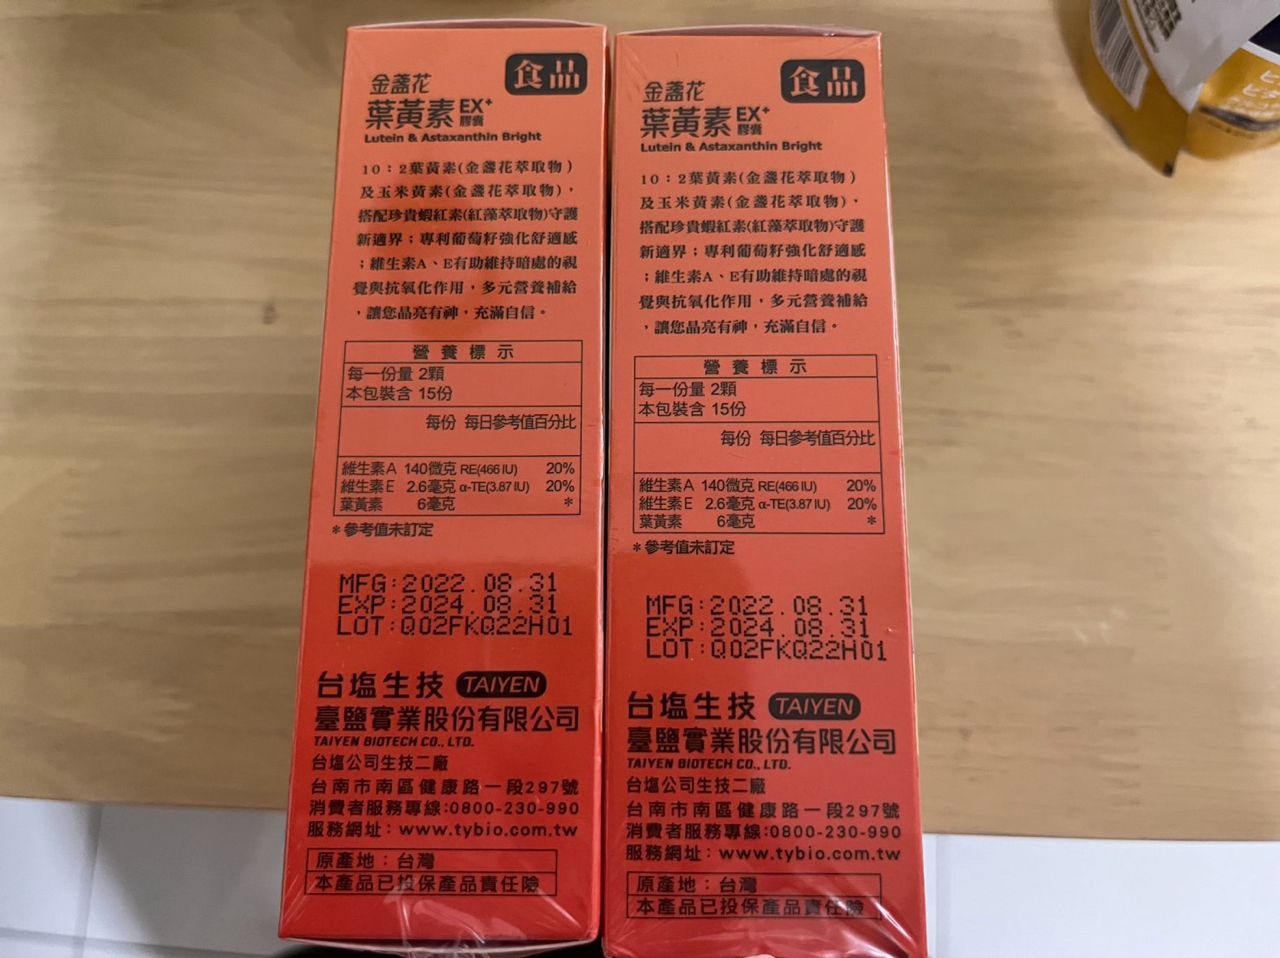 金盞花
葉黃素EX+
膠囊
食品
Lutein & Astaxanthin Bright
10：2葉黃素(金盞花萃取物)
及玉米黃素(金盞花萃取物)，
搭配珍貴蝦紅素(紅藻萃取物)守護
新適界；專利葡萄籽強化舒適感
；維生素A、E有助維持暗處的視
覺與抗氧化作用，多元營養補給
，讓您晶亮有神，充滿自信。
營養標示
每一份量 2顆
本包裝含 15份
每份 每日參考值百分比
維生素A 140微克 RE(466 IU) 20%
維生素E 2.6毫克 α-TE(3.87 IU) 20%
葉黃素 6毫克 *
*參考值未訂定
MFG:2022.08.31
EXP:2024.08.31
LOT:Q02FKQ22H01
台塩生技 TAIYEN
臺鹽實業股份有限公司
TAIYEN BIOTECH CO., LTD.
台塩公司生技二廠
台南市南區健康路一段297號
消費者服務專線:0800-230-990
服務網址：www.tybio.com.tw
原產地：台灣
本產品已投保產品責任險
金盞花
葉黃素EX+
膠囊
食品
Lutein & Astaxanthin Bright
10：2葉黃素(金盞花萃取物)
及玉米黃素(金盞花萃取物)，
搭配珍貴蝦紅素(紅藻萃取物)守護
新適界；專利葡萄籽強化舒適感
；維生素A、E有助維持暗處的視
覺與抗氧化作用，多元營養補給
，讓您晶亮有神，充滿自信。
營養標示
每一份量 2顆
本包裝含 15份
每份 每日參考值百分比
維生素A 140微克 RE(466 IU) 20%
維生素E 2.6毫克 α-TE(3.87 IU) 20%
葉黃素 6毫克 *
*參考值未訂定
MFG:2022.08.31
EXP:2024.08.31
LOT:Q02FKQ22H01
台塩生技 TAIYEN
臺鹽實業股份有限公司
TAIYEN BIOTECH CO., LTD.
台塩公司生技二廠
台南市南區健康路一段297號
消費者服務專線:0800-230-990
服務網址：www.tybio.com.tw
原產地：台灣
本產品已投保產品責任險